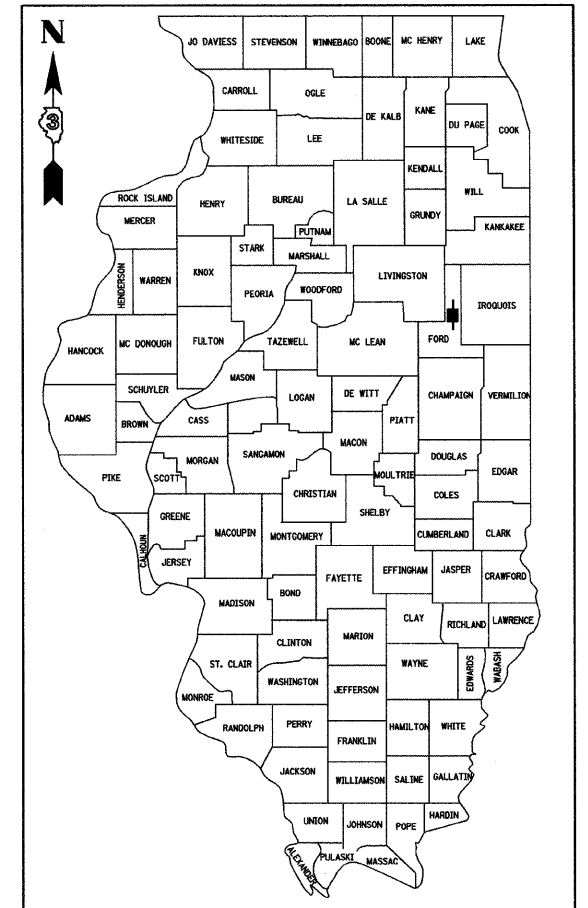 N
3
JO DAVIESS STEVENSON WINNEBAGO BOONE MC HENRY LAKE
CARROLL OGLE DE KALB KANE DU PAGE COOK
WHITESIDE LEE
KENDALL WILL
ROCK ISLAND HENRY BUREAU LA SALLE GRUNDY
MERCER PUTNAM KANKAKEE
HENDERSON WARREN KNOX STARK MARSHALL LIVINGSTON
PEORIA WOODFORD IROQUOIS
HANCOCK MC DONOUGH FULTON TAZEWELL MC LEAN FORD
MASON
SCHUYLER LOGAN DE WITT CHAMPAIGN VERMILION
ADAMS BROWN CASS PIATT
MACON
MORGAN SANGAMON DOUGLAS EDGAR
PIKE SCOTT MOULTRIE
CHRISTIAN COLES
GREENE SHELBY
CALHOUN MACOUPIN MONTGOMERY CUMBERLAND CLARK
JERSEY FAYETTE EFFINGHAM JASPER CRAWFORD
MADISON BOND
CLAY RICHLAND LAWRENCE
CLINTON MARION
ST. CLAIR WAYNE EDWARDS WABASH
WASHINGTON JEFFERSON
MONROE
RANDOLPH PERRY HAMILTON WHITE
FRANKLIN
JACKSON WILLIAMSON SALINE GALLATIN
UNION JOHNSON POPE HARDIN
ALEXANDER PULASKI MASSAC